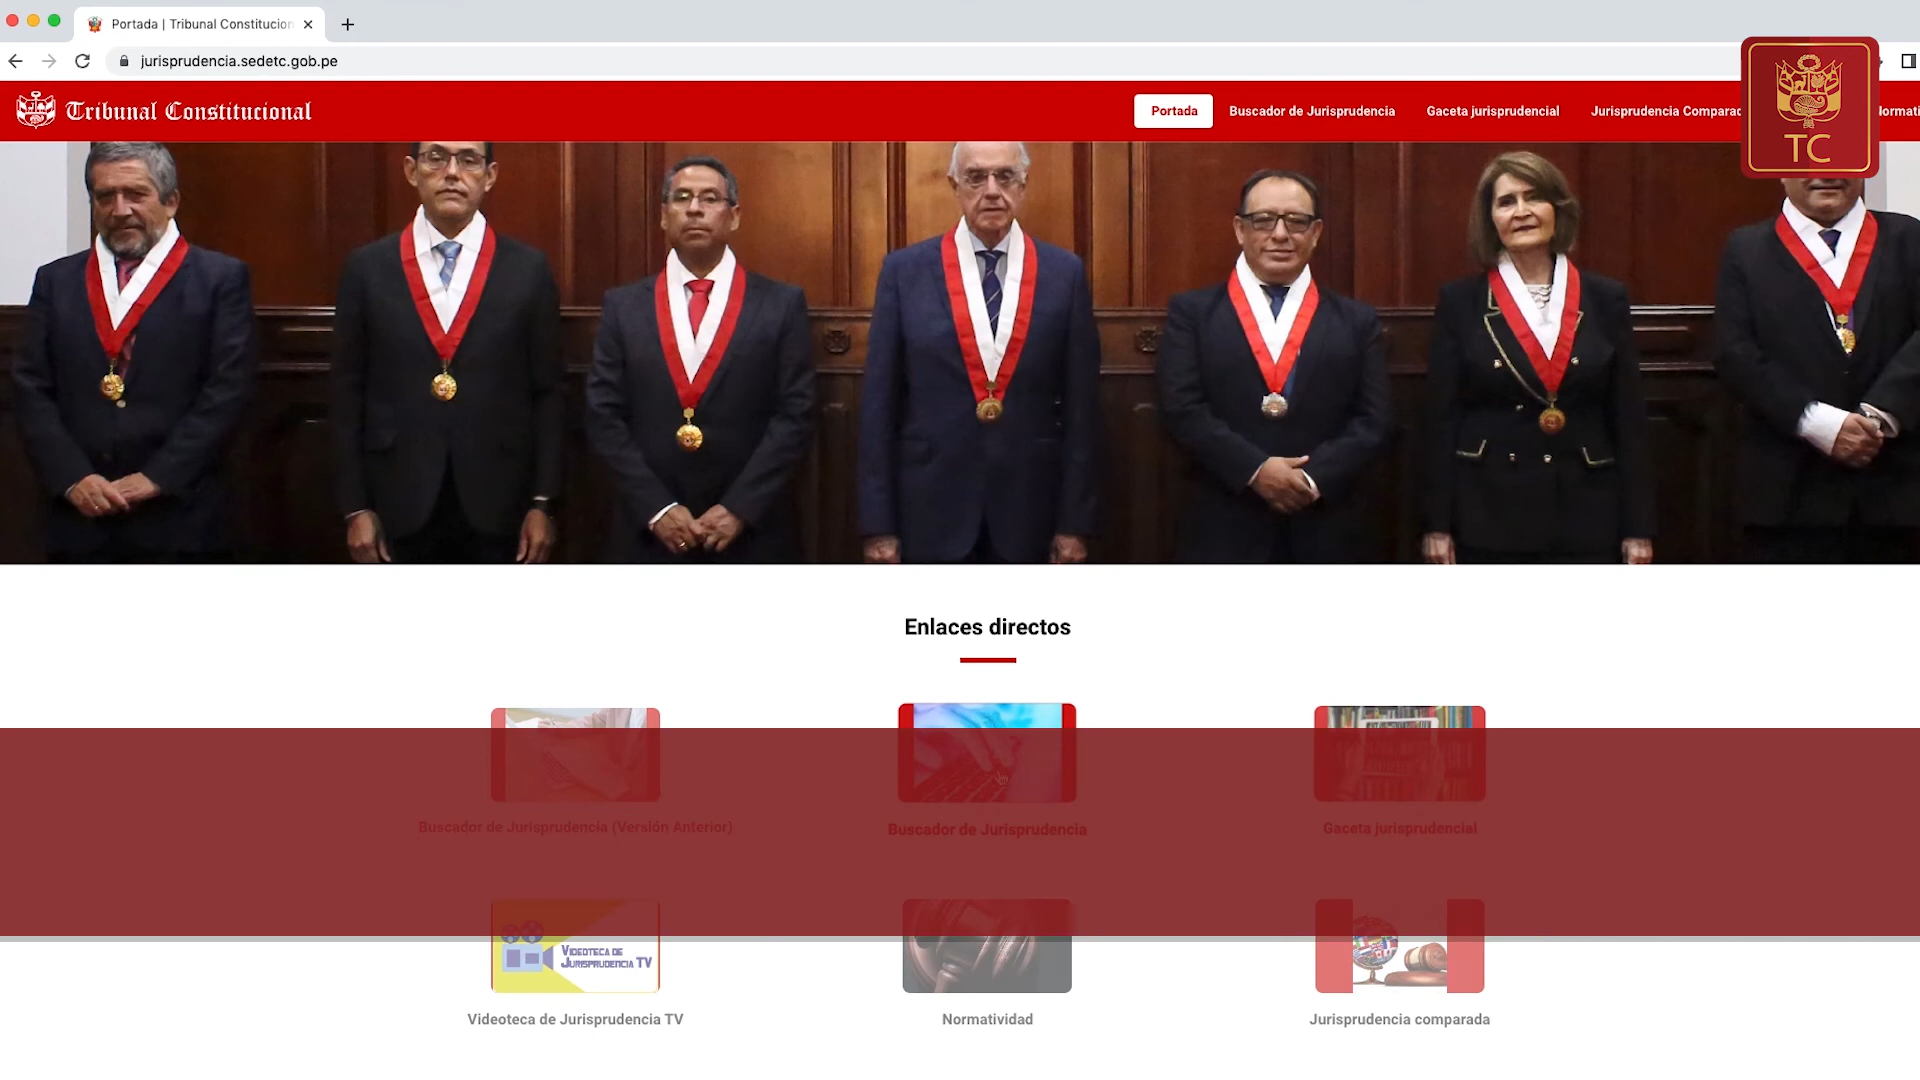 Portada | Tribunal Constitucion
jurisprudencia.sedetc.gob.pe
Tribunal Constitucional
Portada
Buscador de Jurisprudencia
Gaceta jurisprudencial
Jurisprudencia Comparad
Normati
TC
Enlaces directos
Buscador de Jurisprudencia (Versión Anterior)
Buscador de Jurisprudencia
Gaceta jurisprudencial
VIDEOTECA DE
JURISPRUDENCIA TV
Videoteca de Jurisprudencia TV
Normatividad
Jurisprudencia comparada